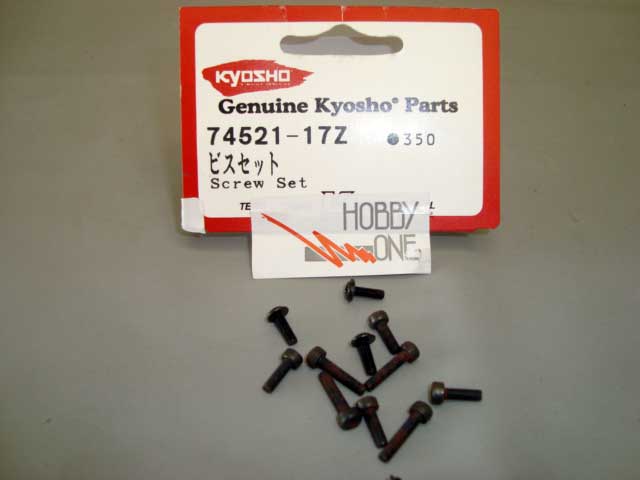 KYOSHO
Genuine Kyosho® Parts
74521-17Z ●350
ビスセット
Screw Set
HOBBY
ONE